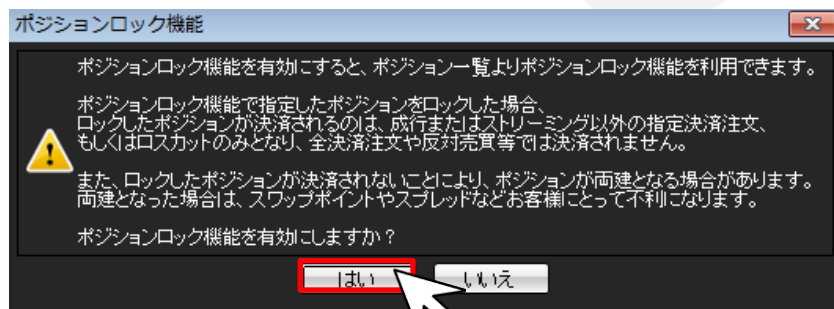 ポジションロック機能
ポジションロック機能を有効にすると、ポジション一覧よりポジションロック機能を利用できます。
ポジションロック機能で指定したポジションをロックした場合、
ロックしたポジションが決済されるのは、成行またはストリーミング以外の指定決済注文、
もしくはロスカットのみとなり、全決済注文や反対売買等では決済されません。
また、ロックしたポジションが決済されないことにより、ポジションが両建となる場合があります。
両建となった場合は、スワップポイントやスプレッドなどお客様にとって不利になります。
ポジションロック機能を有効にしますか？
はい
いいえ